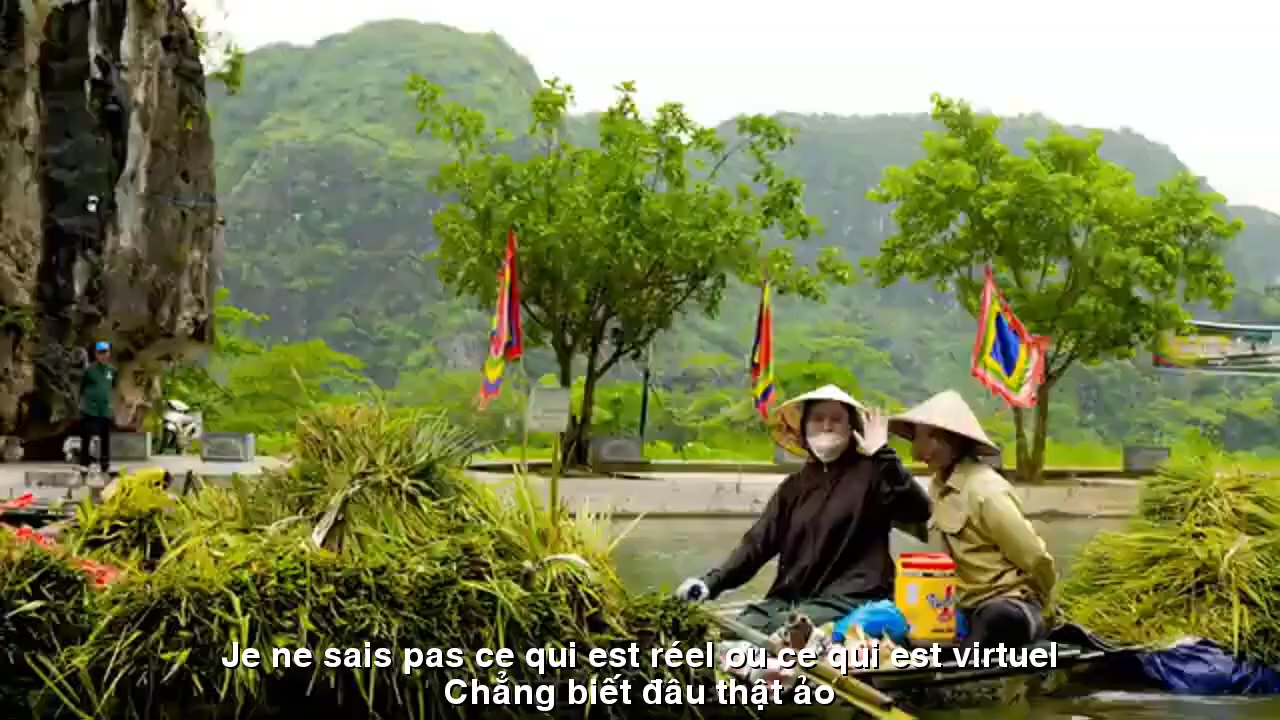 Je ne sais pas ce qui est réel ou ce qui est virtuel
Chẳng biết đâu thật ảo